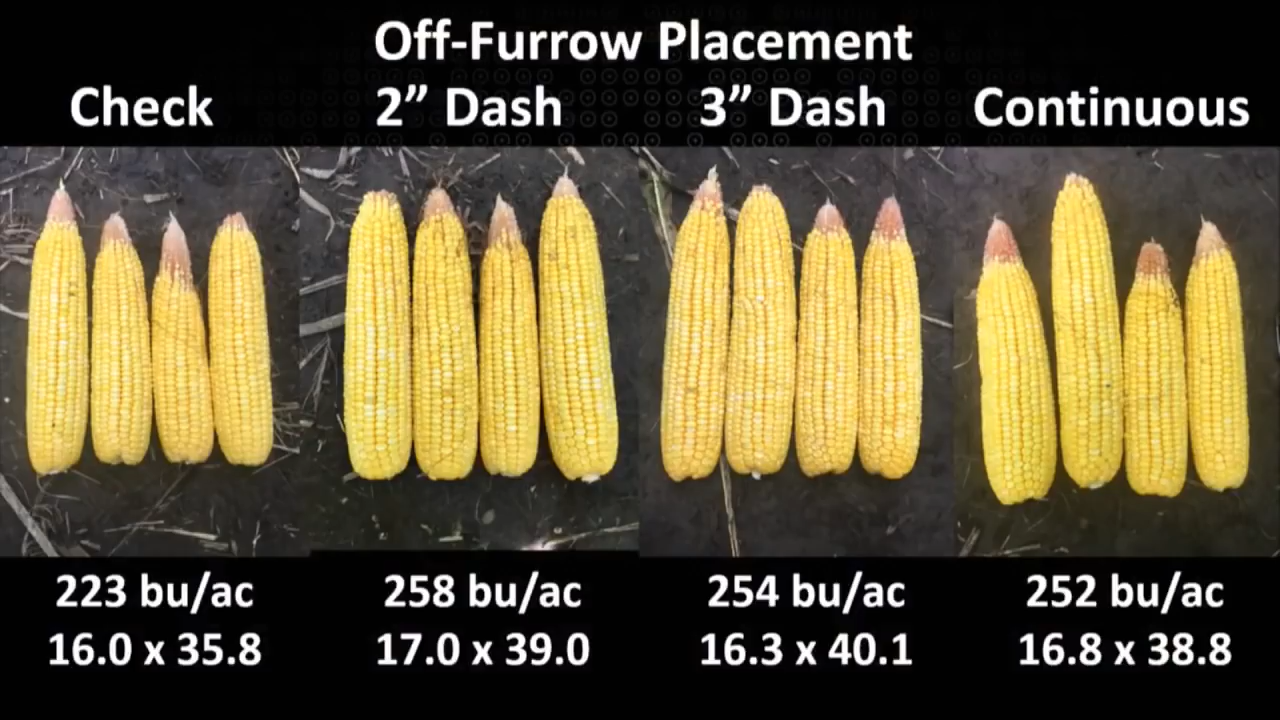 Off-Furrow Placement
Check 2” Dash 3” Dash Continuous
223 bu/ac 258 bu/ac 254 bu/ac 252 bu/ac
16.0 x 35.8 17.0 x 39.0 16.3 x 40.1 16.8 x 38.8